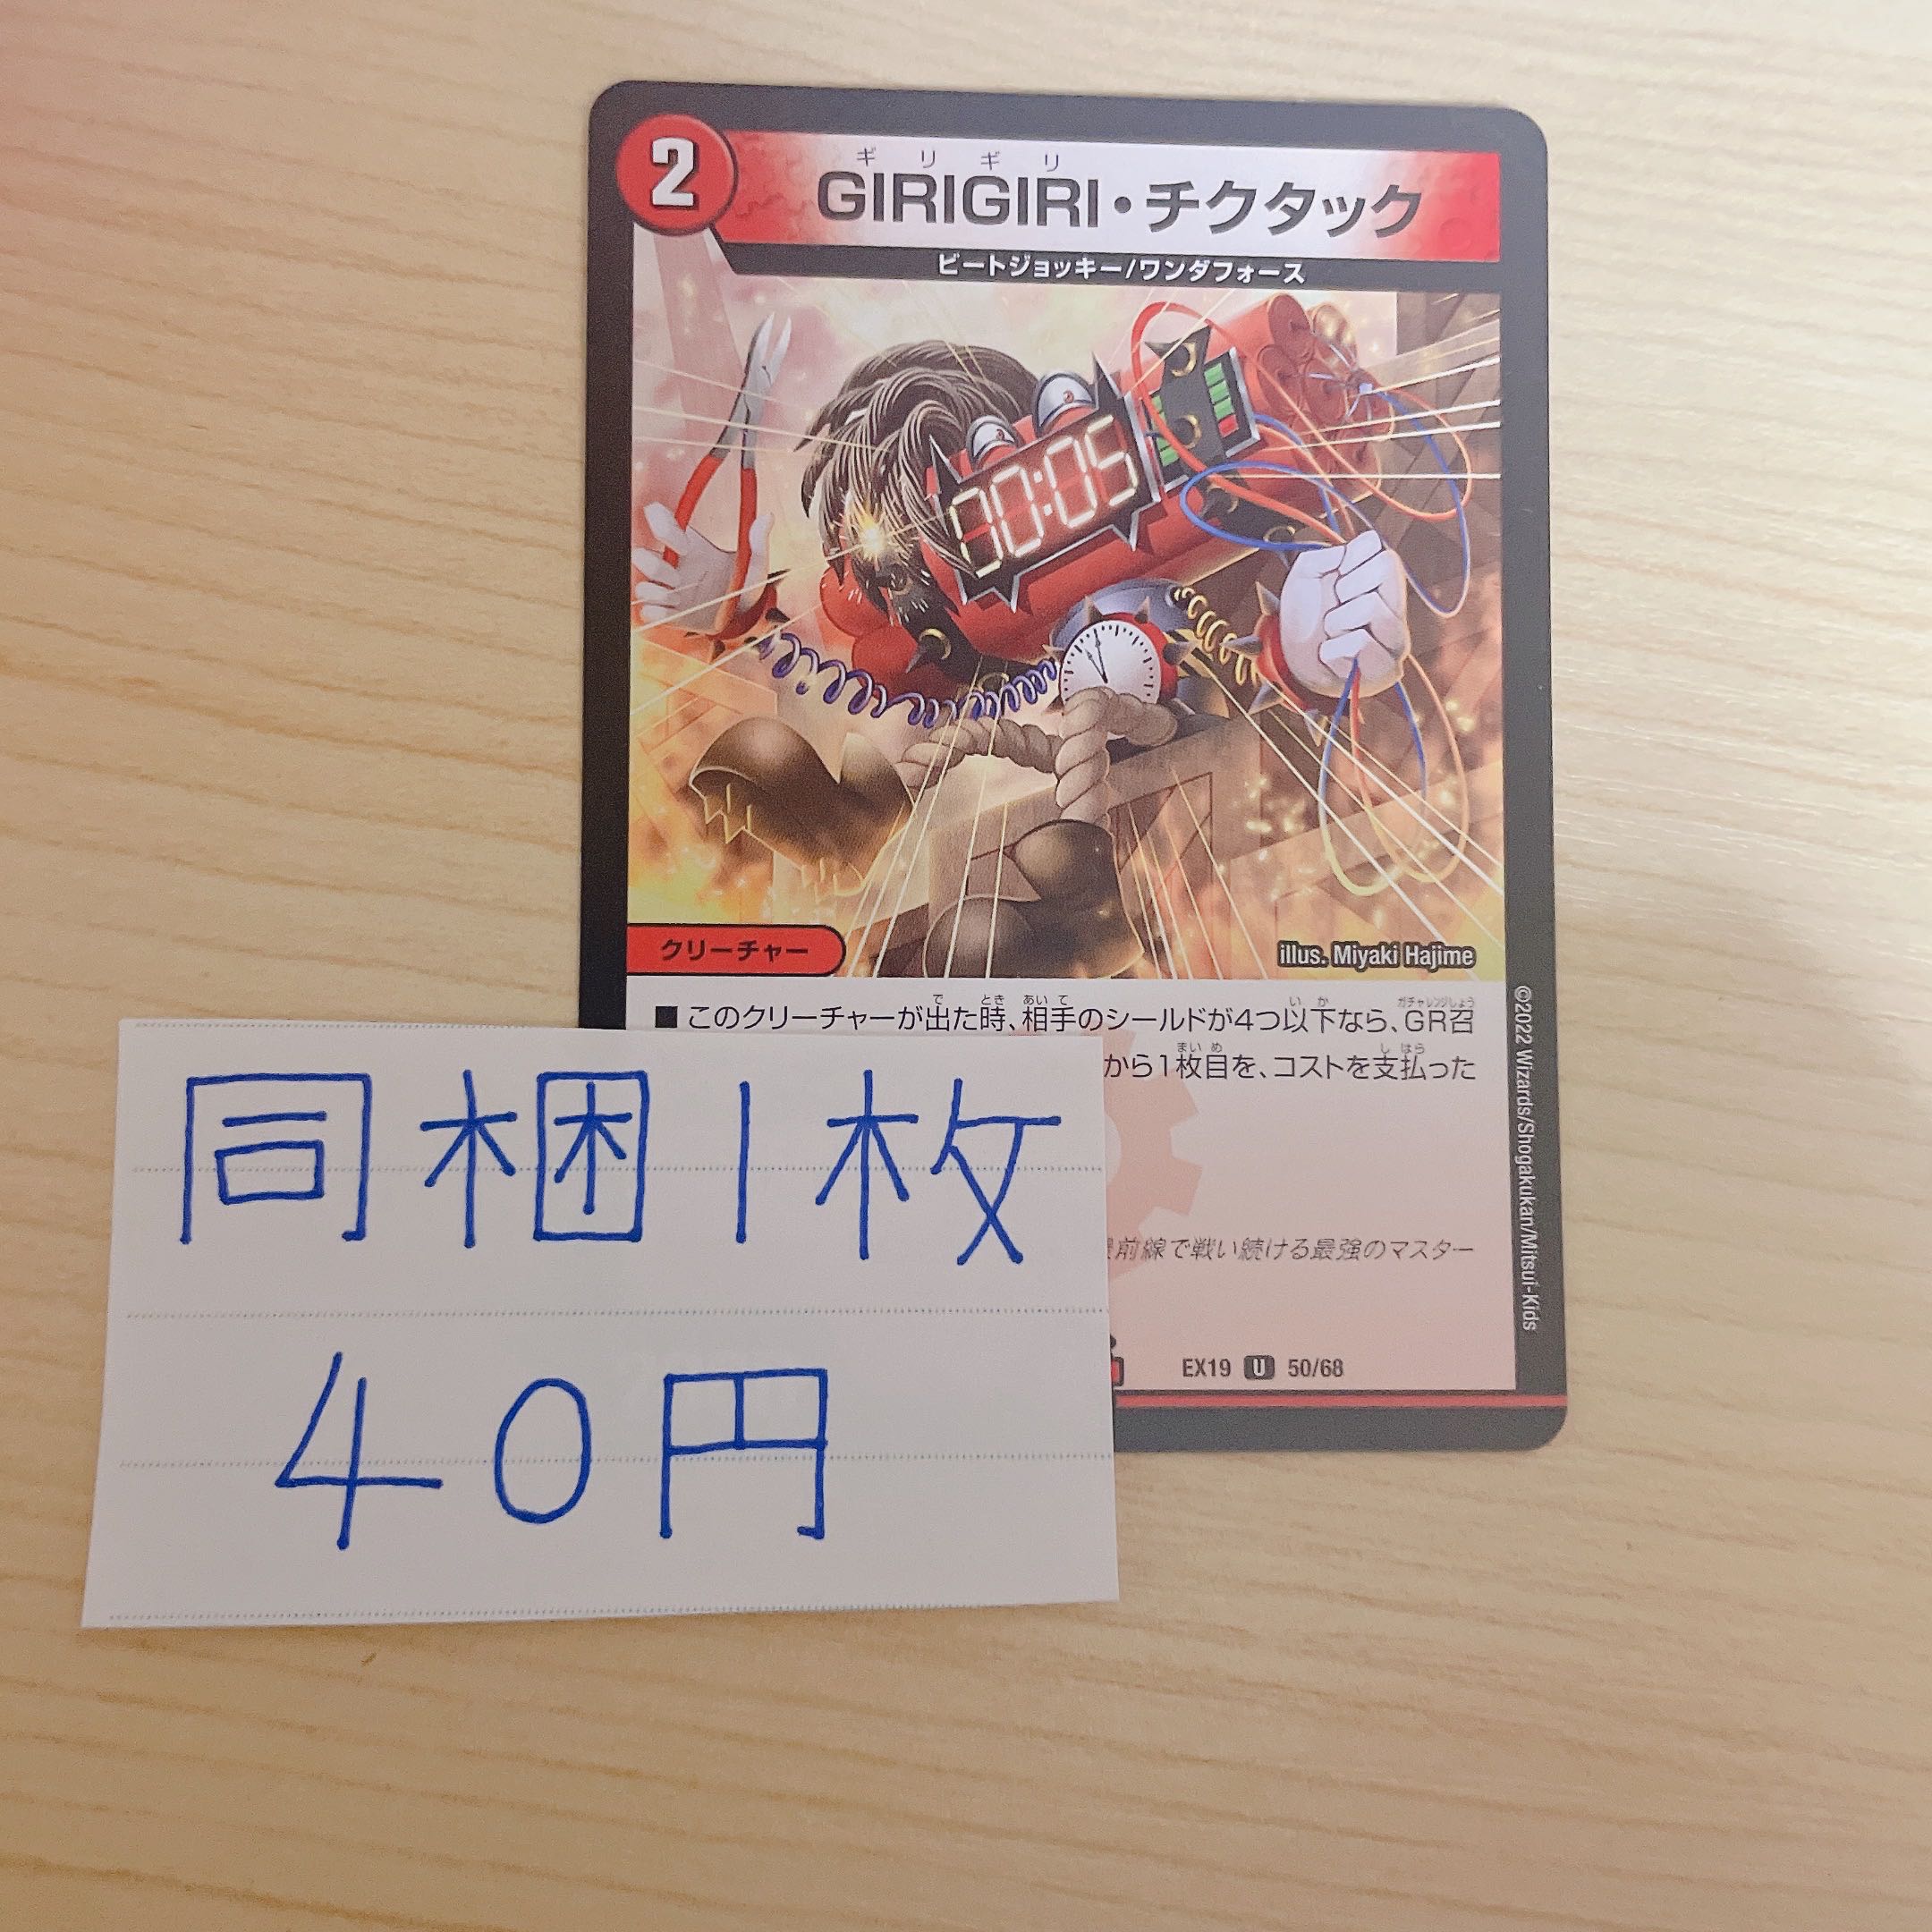 2
ギリギリ
GIRIGIRI・チクタック
ビートジョッキー/ワンダフォース
00:05
クリーチャー
illus. Miyaki Hajime
■このクリーチャーが出た時、相手のシールドが4つ以下なら、GR召
から1枚目を、コストを支払った
前線で戦い続ける最強のマスター
EX19 U 50/68
©2022 Wizards/Shogakukan/Mitsui-Kids
同梱1枚
40円